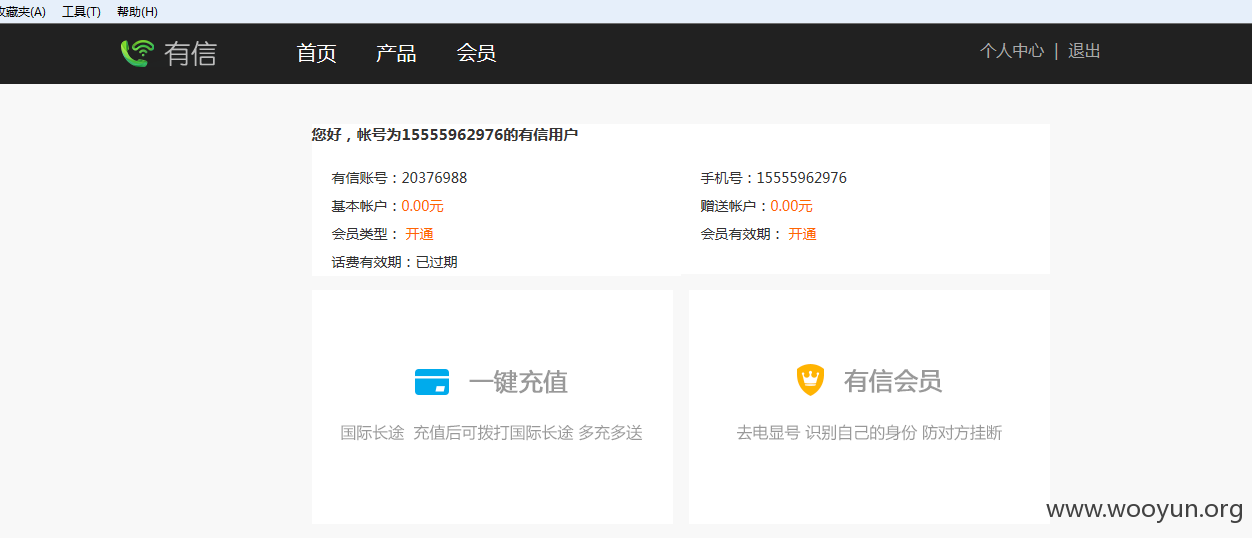 收藏夹(A) 工具(T) 帮助(H)
有信 首页 产品 会员 个人中心 | 退出
您好，帐号为15555962976的有信用户
有信账号：20376988 手机号：15555962976
基本帐户：0.00元 赠送帐户：0.00元
会员类型： 开通 会员有效期： 开通
话费有效期：已过期
一键充值
国际长途 充值后可拨打国际长途 多充多送
有信会员
去电显号 识别自己的身份 防对方挂断
www.wooyun.org